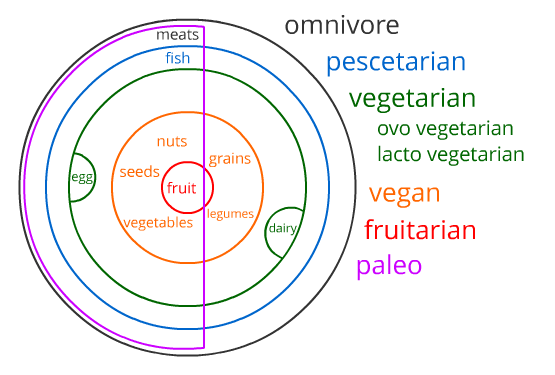 meats
fish
nuts
grains
seeds
egg
fruit
vegetables
legumes
dairy
omnivore
pescetarian
vegetarian
ovo vegetarian
lacto vegetarian
vegan
fruitarian
paleo